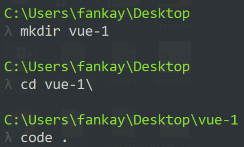 C:\Users\fankay\Desktop
λ mkdir vue-1
C:\Users\fankay\Desktop
λ cd vue-1\
C:\Users\fankay\Desktop\vue-1
λ code .